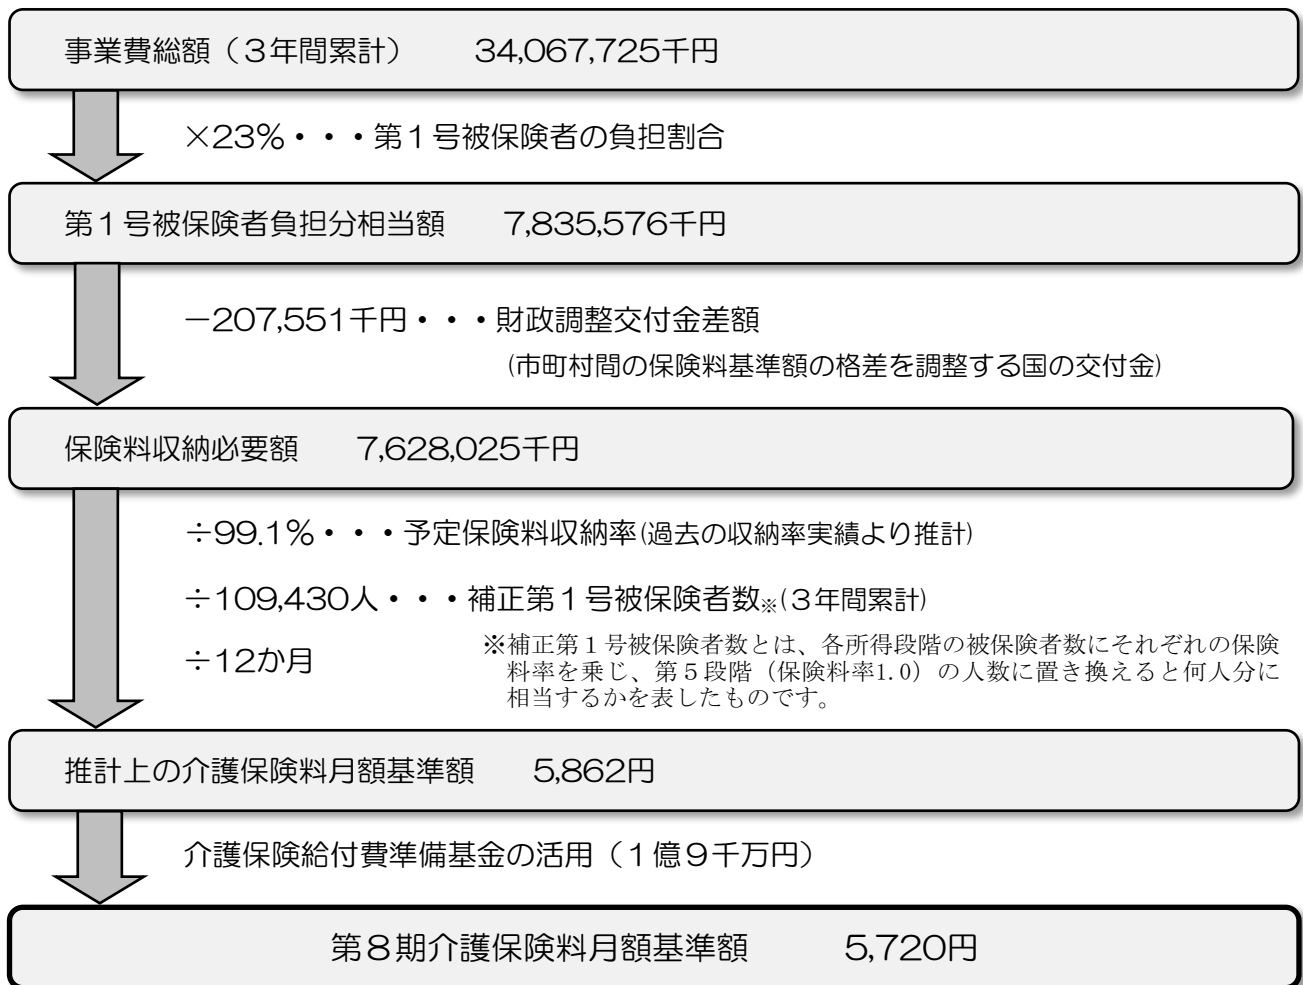 事業費総額(3年間累計) 34,067,725千円
×23%・・・第1号被保険者の負担割合
第1号被保険者負担分相当額 7,835,576千円
-207,551千円・・・財政調整交付金差額
(市町村間の保険料基準額の格差を調整する国の交付金)
保険料収納必要額 7,628,025千円
÷99.1%・・・予定保険料収納率(過去の収納率実績より推計)
÷109,430人・・・補正第1号被保険者数※(3年間累計)
÷12か月
※補正第1号被保険者数とは、各所得段階の被保険者数にそれぞれの保険
料率を乗じ、第5段階(保険料率1.0)の人数に置き換えると何人分に
相当するかを表したものです。
推計上の介護保険料月額基準額 5,862円
介護保険給付費準備基金の活用(1億9千万円)
第8期介護保険料月額基準額 5,720円